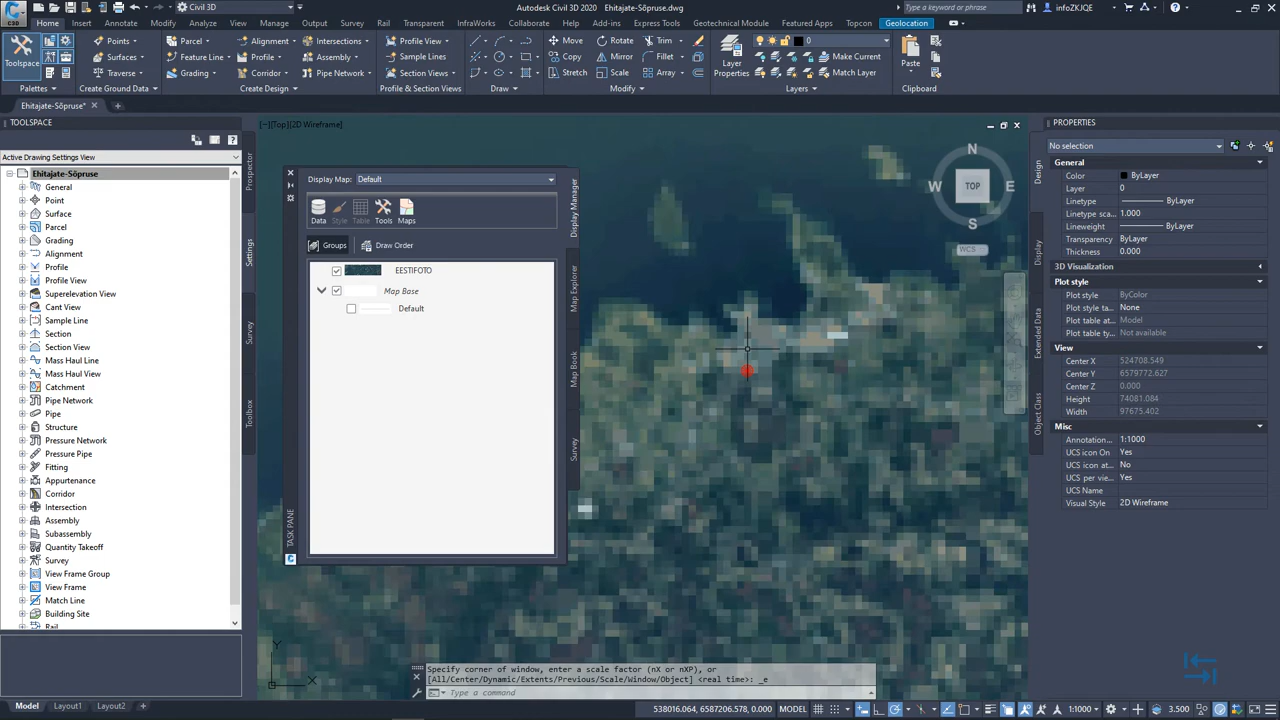 C3D
Civil 3D
Autodesk Civil 3D 2020 Ehitajate-Sõpruse.dwg
Type a keyword or phrase
infoZKJQE
Home Insert Annotate Modify Analyze View Manage Output Survey Rail Transparent InfraWorks Collaborate Help Add-ins Express Tools Geotechnical Module Featured Apps Topcon Geolocation
Toolspace
Points
Surfaces
Traverse
Parcel
Feature Line
Grading
Alignment
Profile
Corridor
Intersections
Assembly
Pipe Network
Profile View
Sample Lines
Section Views
Move Rotate Trim
Copy Mirror Fillet
Stretch Scale Array
Layer
Properties
0
Make Current
Match Layer
Paste
Palettes
Create Ground Data
Create Design
Profile & Section Views
Draw
Modify
Layers
Clipboard
Ehitajate-Sõpruse*
TOOLSPACE
Active Drawing Settings View
Ehitajate-Sõpruse
General
Point
Surface
Parcel
Grading
Alignment
Profile
Profile View
Superelevation View
Cant View
Sample Line
Section
Section View
Mass Haul Line
Mass Haul View
Catchment
Pipe Network
Pipe
Structure
Pressure Network
Pressure Pipe
Fitting
Appurtenance
Corridor
Intersection
Assembly
Subassembly
Quantity Takeoff
Survey
View Frame Group
View Frame
Match Line
Building Site
Rail
Prospector
Settings
Survey
Toolbox
[−][Top][2D Wireframe]
Display Map: Default
Data Style Table Tools Maps
Groups Draw Order
EESTIFOTO
Map Base
Default
TASK PANE
Display Manager
Map Explorer
Map Book
Survey
N
W TOP E
S
WCS
Y
X
Specify corner of window, enter a scale factor (nX or nXP), or
[All/Center/Dynamic/Extents/Previous/Scale/Window/Object] <real time>: _e
Type a command
PROPERTIES
No selection
General
Color ByLayer
Layer 0
Linetype ByLayer
Linetype sca... 1.000
Lineweight ByLayer
Transparency ByLayer
Thickness 0.000
3D Visualization
Plot style
Plot style ByColor
Plot style ta... None
Plot table at... Model
Plot table ty... Not available
View
Center X 524708.549
Center Y 6579772.627
Center Z 0.000
Height 74081.084
Width 97675.402
Misc
Annotation... 1:1000
UCS icon On Yes
UCS icon at... No
UCS per vie... Yes
UCS Name
Visual Style 2D Wireframe
Design
Display
Extended Data
Object Class
Model Layout1 Layout2
538016.064, 6587206.578, 0.000 MODEL
1:1000
3.500